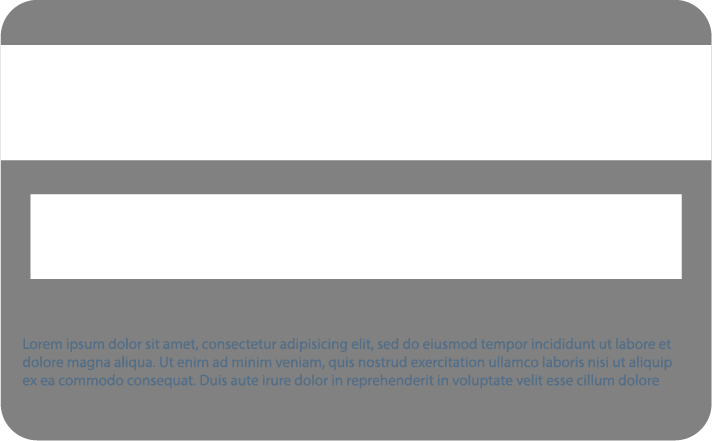 Lorem ipsum dolor sit amet, consectetur adipisicing elit, sed do eiusmod tempor incididunt ut labore et
dolore magna aliqua. Ut enim ad minim veniam, quis nostrud exercitation ullamco laboris nisi ut aliquip
ex ea commodo consequat. Duis aute irure dolor in reprehenderit in voluptate velit esse cillum dolore